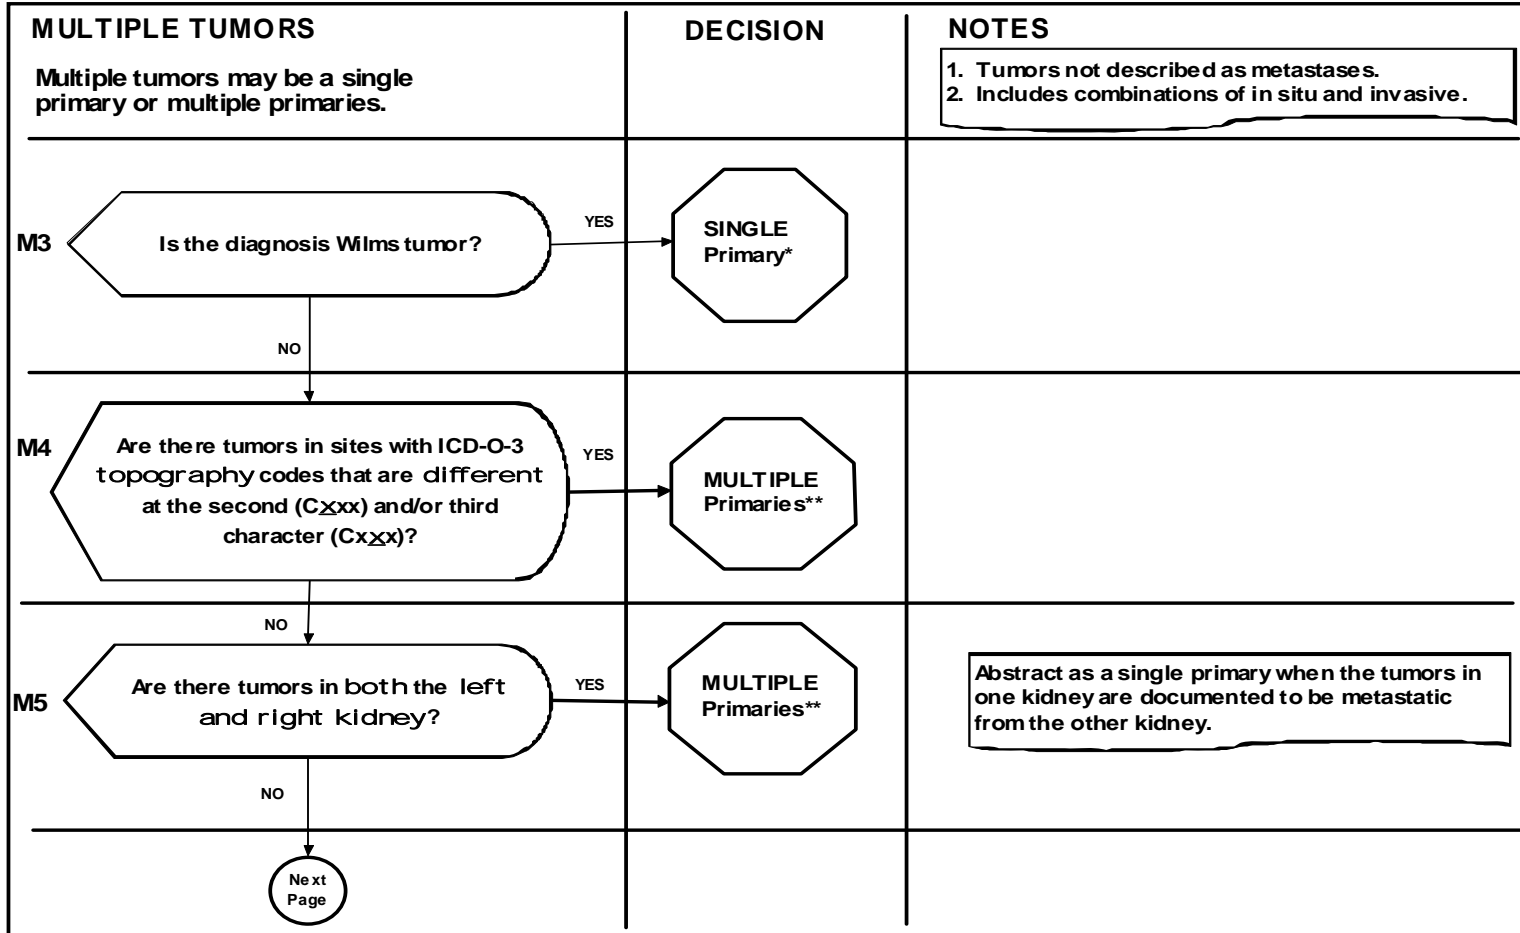 MULTIPLE TUMORS
DECISION
NOTES
Multiple tumors may be a single
primary or multiple primaries.
1. Tumors not described as metastases.
2. Includes combinations of in situ and invasive.
M3
Is the diagnosis Wilms tumor?
YES
SINGLE
Primary*
NO
M4
Are there tumors in sites with ICD-O-3
topography codes that are different
at the second (Cxxx) and/or third
character (Cxxx)?
YES
MULTIPLE
Primaries**
NO
M5
Are there tumors in both the left
and right kidney?
YES
MULTIPLE
Primaries**
Abstract as a single primary when the tumors in
one kidney are documented to be metastatic
from the other kidney.
NO
Next
Page